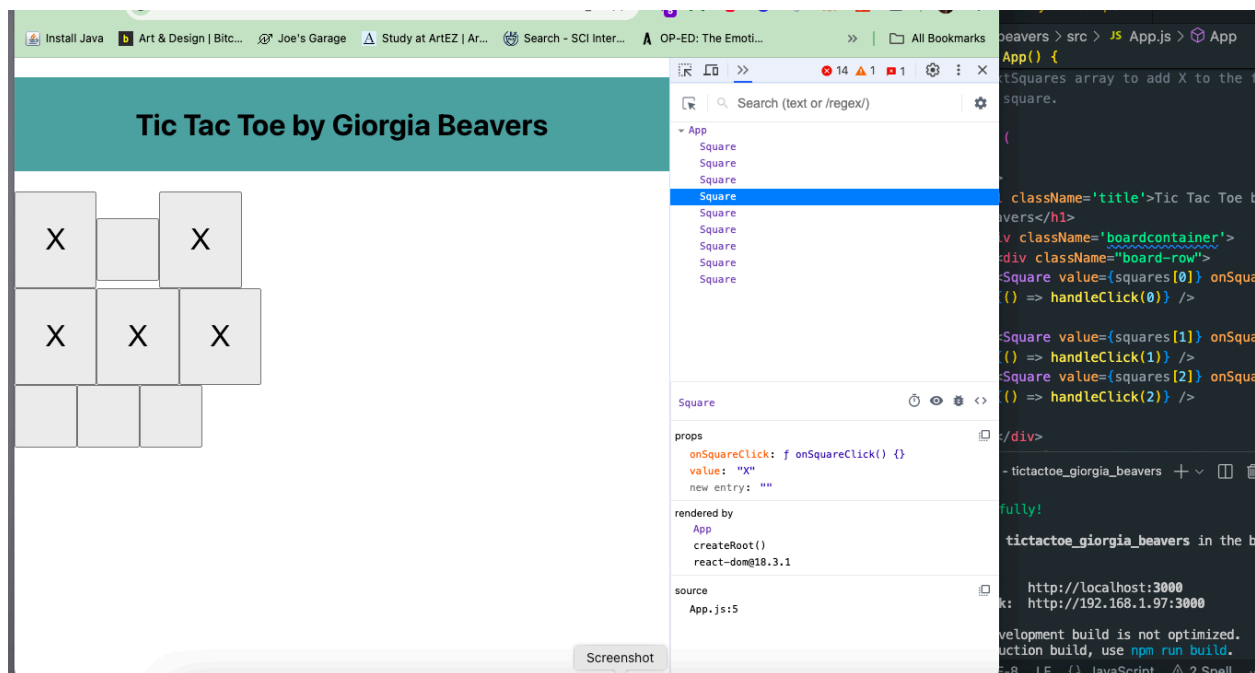 Install Java
Art & Design | Bitc...
Joe's Garage
Study at ArtEZ | Ar...
Search - SCI Inter...
OP-ED: The Emoti...
»
All Bookmarks
Tic Tac Toe by Giorgia Beavers
X X
X X X
» 14 1 1
Search (text or /regex/)
App
Square
Square
Square
Square
Square
Square
Square
Square
Square
Square
props
onSquareClick: ƒ onSquareClick() {}
value: "X"
new entry: ""
rendered by
App
createRoot()
react-dom@18.3.1
source
App.js:5
Screenshot
beavers > src > JS App.js > App
App() {
tSquares array to add X to the f
square.
(
>
className='title'>Tic Tac Toe b
avers</h1>
v className='boardcontainer'>
<div className="board-row">
<Square value={squares[0]} onSqua
{() => handleClick(0)} />
<Square value={squares[1]} onSqua
{() => handleClick(1)} />
<Square value={squares[2]} onSqua
{() => handleClick(2)} />
</div>
- tictactoe_giorgia_beavers
fully!
tictactoe_giorgia_beavers in the b
http://localhost:3000
k: http://192.168.1.97:3000
velopment build is not optimized.
uction build, use npm run build.
F-8 LF {} JavaScript 2 Spell